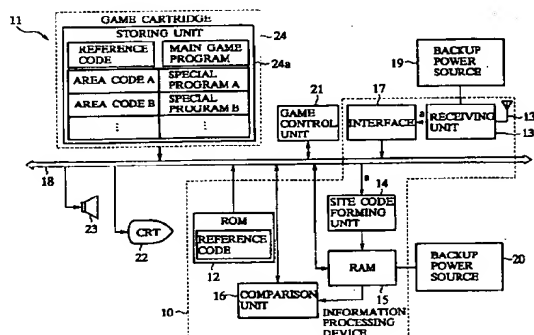 11
GAME CARTRIDGE
STORING UNIT
24
REFERENCE CODE
MAIN GAME PROGRAM
24a
AREA CODE A
SPECIAL PROGRAM A
AREA CODE B
SPECIAL PROGRAM B
19
BACKUP POWER SOURCE
21
GAME CONTROL UNIT
17
INTERFACE
a
RECEIVING UNIT
13
13
18
23
CRT
22
ROM
REFERENCE CODE
12
a
14
SITE CODE FORMING UNIT
RAM
15
BACKUP POWER SOURCE
20
10
16
COMPARISON UNIT
INFORMATION PROCESSING DEVICE